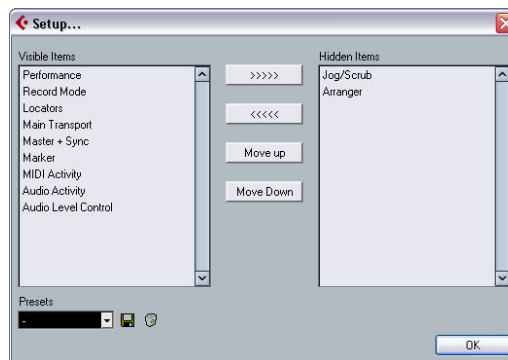 Setup...
Visible Items
Hidden Items
Performance
Record Mode
Locators
Main Transport
Master + Sync
Marker
MIDI Activity
Audio Activity
Audio Level Control
>>>>>
<<<<<
Move up
Move Down
Jog/Scrub
Arranger
Presets
-
OK